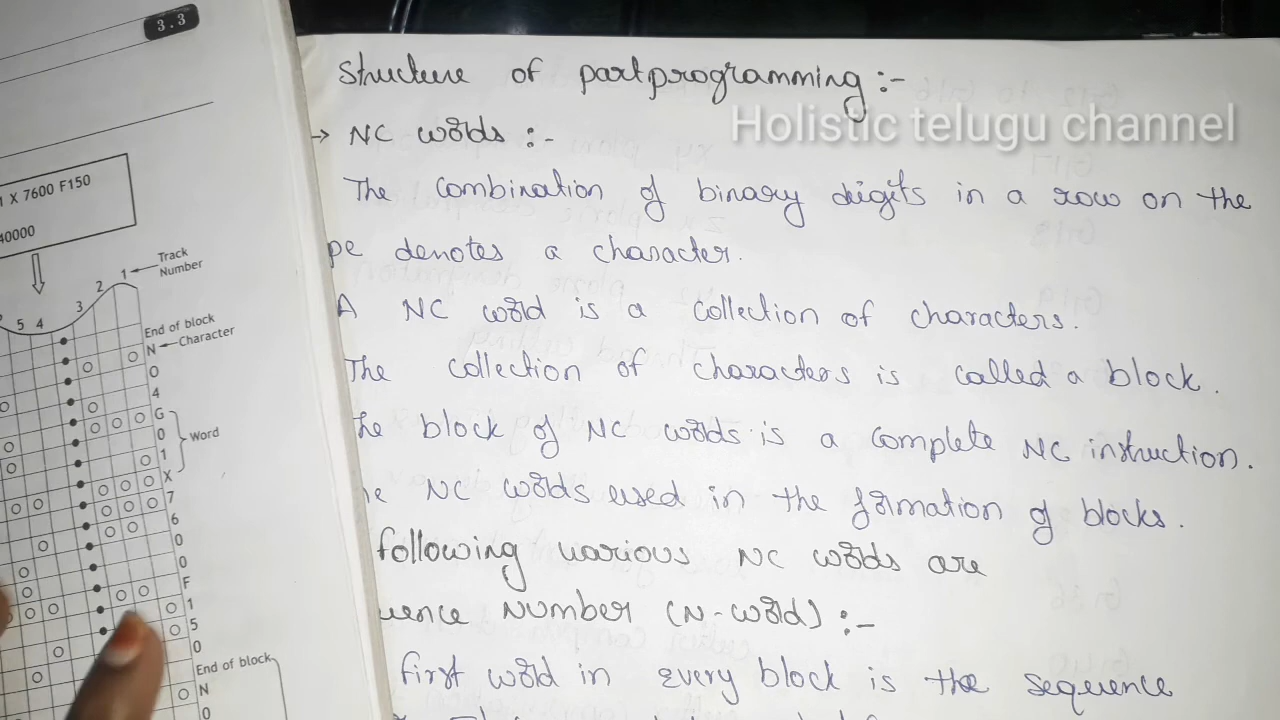 3.3
1 X 7600 F150
40000
Track
Number
5 4 3 2 1
End of block
N Character
0
4
G
0
1
Word
X
7
6
0
0
F
1
5
0
End of block
N
0
Structure of partprogramming :-
Holistic telugu channel
→ NC words :-
The combination of binary digits in a row on the
pe denotes a character.
A NC word is a collection of characters.
The collection of characters is called a block.
he block of NC words is a complete NC instruction.
e NC words used in the formation of blocks.
following various NC words are
uence Number (N-word) :-
first word in every block is the sequence